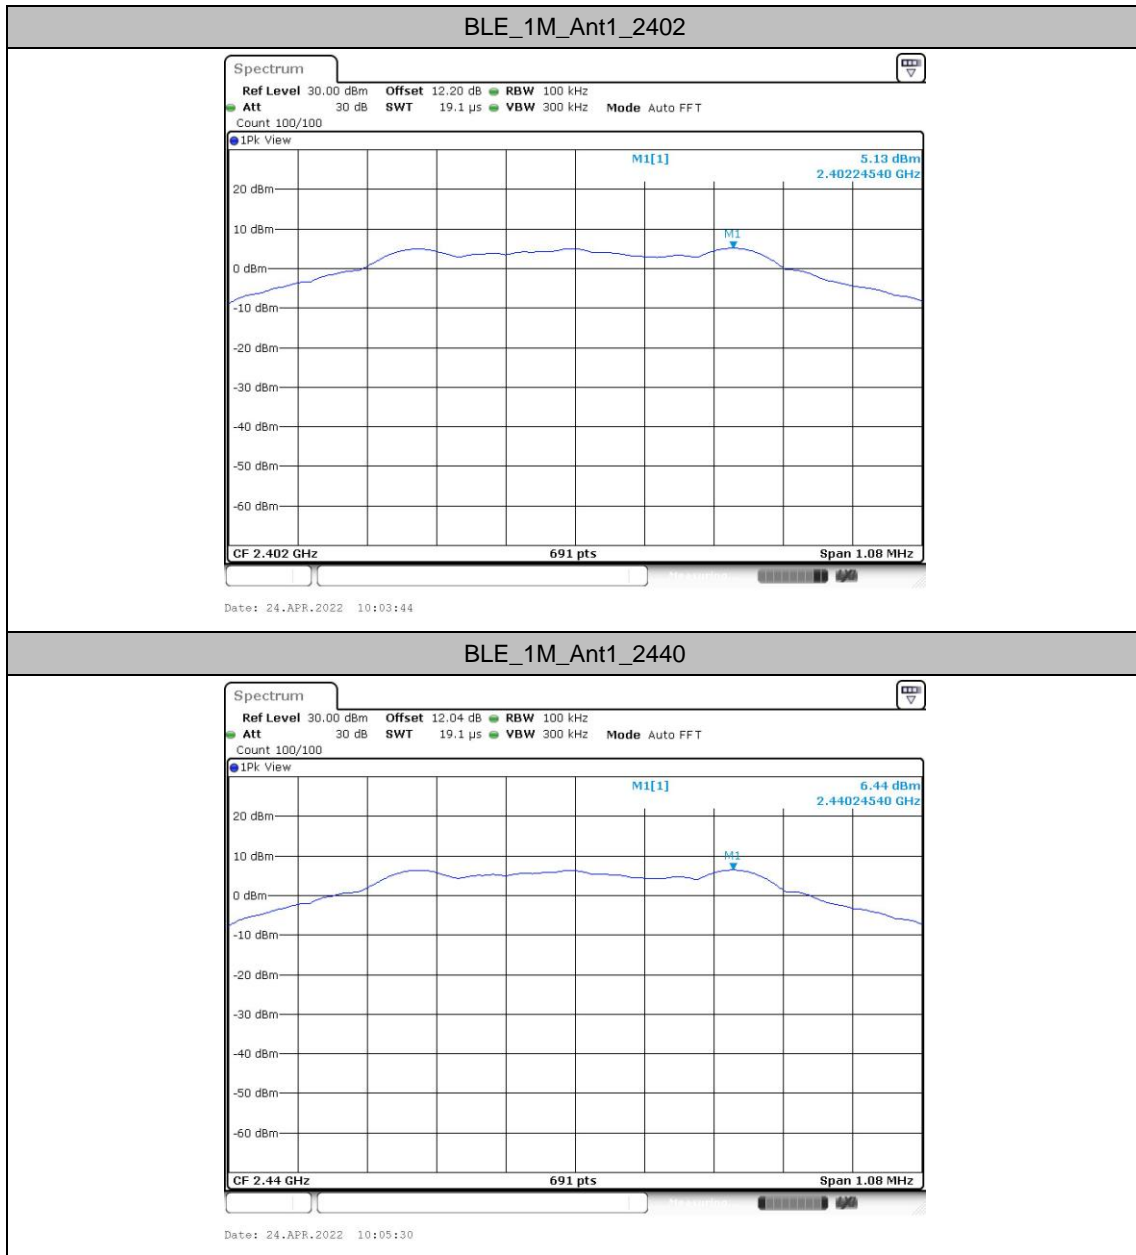 BLE_1M_Ant1_2402
Spectrum
Ref Level 30.00 dBm Offset 12.20 dB RBW 100 kHz
Att 30 dB SWT 19.1 µs VBW 300 kHz Mode Auto FFT
Count 100/100
1Pk View
M1[1] 5.13 dBm
2.40224540 GHz
20 dBm
10 dBm
M1
0 dBm
-10 dBm
-20 dBm
-30 dBm
-40 dBm
-50 dBm
-60 dBm
CF 2.402 GHz 691 pts Span 1.08 MHz
Measuring
Date: 24.APR.2022 10:03:44
BLE_1M_Ant1_2440
Spectrum
Ref Level 30.00 dBm Offset 12.04 dB RBW 100 kHz
Att 30 dB SWT 19.1 µs VBW 300 kHz Mode Auto FFT
Count 100/100
1Pk View
M1[1] 6.44 dBm
2.44024540 GHz
20 dBm
10 dBm
M1
0 dBm
-10 dBm
-20 dBm
-30 dBm
-40 dBm
-50 dBm
-60 dBm
CF 2.44 GHz 691 pts Span 1.08 MHz
Measuring
Date: 24.APR.2022 10:05:30